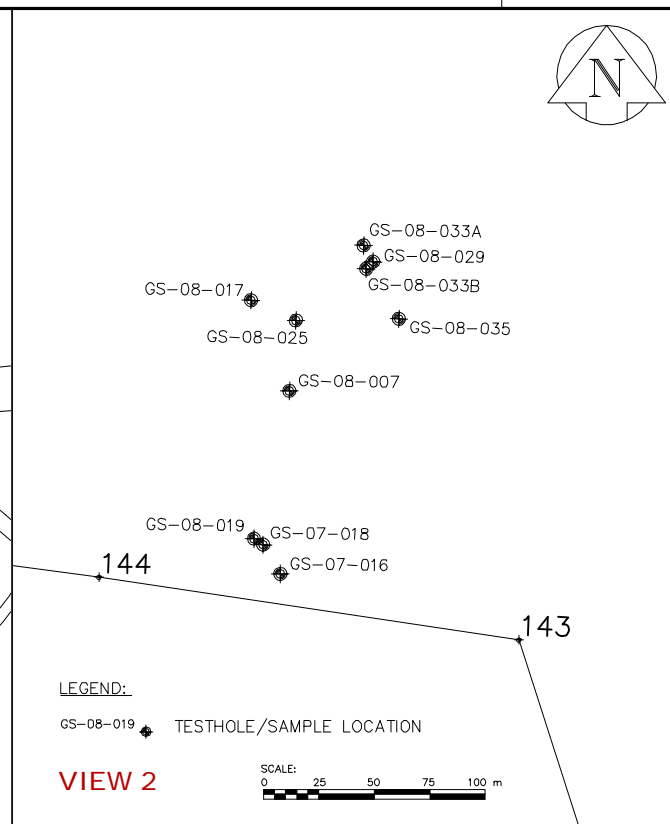 N
GS-08-033A
GS-08-029
GS-08-033B
GS-08-017
GS-08-025
GS-08-035
GS-08-007
GS-08-019
GS-07-018
GS-07-016
144
143
LEGEND:
GS-08-019 TESTHOLE/SAMPLE LOCATION
VIEW 2
SCALE:
0 25 50 75 100 m